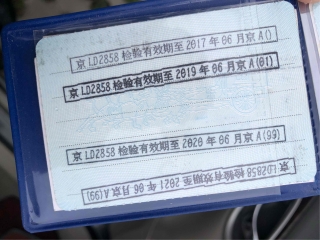 京 LD2858 检验有效期至 2017 年 06 月京 A()
京 LD2858 检验有效期至 2019 年 06 月京 A(01)
京 LD2858 检验有效期至 2020 年 06 月京 A(99)
京 LD2858 检验有效期至 2021 年 06 月京 A(99)